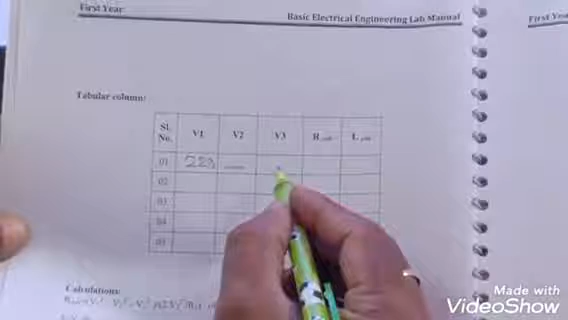 First Year
Basic Electrical Engineering Lab Manual
First Year
Tabular column:
Sl. No. V1 V2 V3 R L
01 223
02
03
04
05
Calculations:
Made with
VideoShow